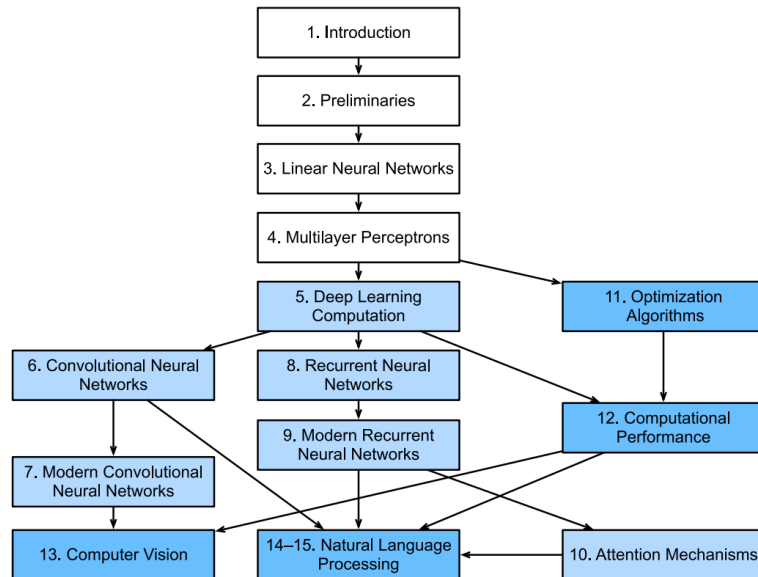 1. Introduction
2. Preliminaries
3. Linear Neural Networks
4. Multilayer Perceptrons
5. Deep Learning
Computation
11. Optimization
Algorithms
6. Convolutional Neural
Networks
8. Recurrent Neural
Networks
9. Modern Recurrent
Neural Networks
12. Computational
Performance
7. Modern Convolutional
Neural Networks
13. Computer Vision
14–15. Natural Language
Processing
10. Attention Mechanisms